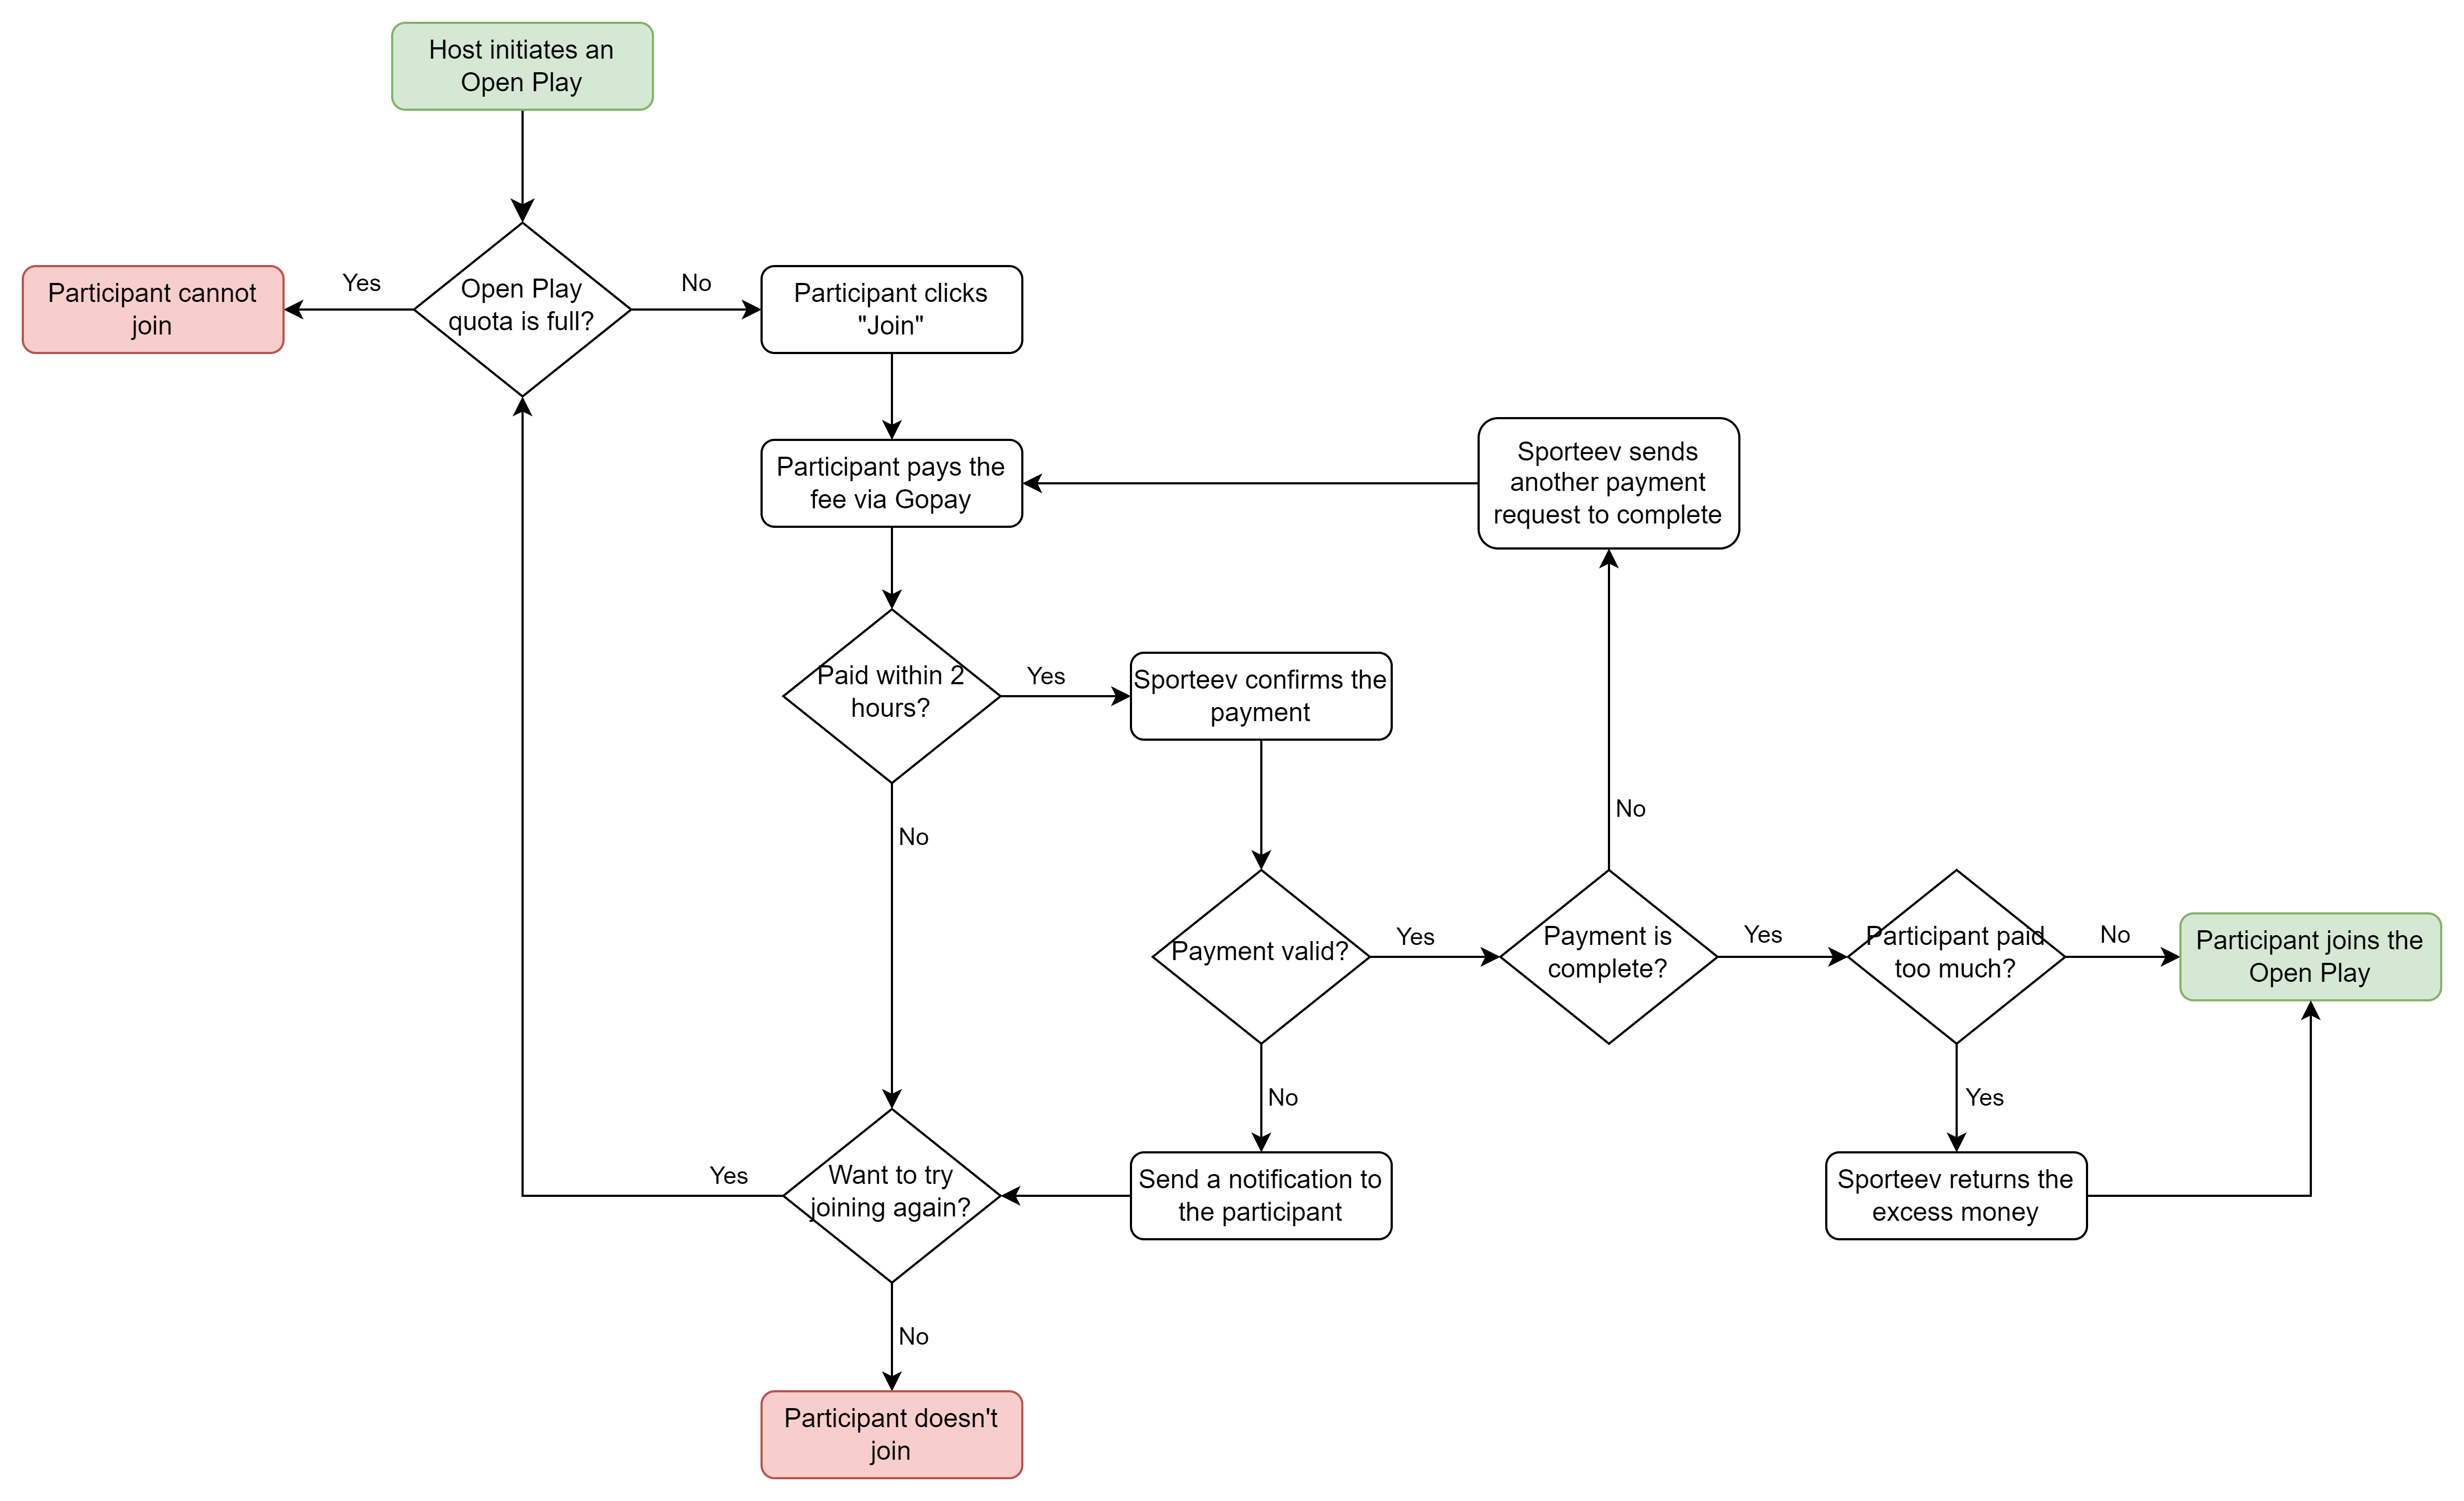 Host initiates an
Open Play
Participant cannot
join
Yes
Open Play
quota is full?
No
Participant clicks
"Join"
Participant pays the
fee via Gopay
Sporteev sends
another payment
request to complete
Paid within 2
hours?
Yes
Sporteev confirms the
payment
No
No
Payment valid?
Yes
Payment is
complete?
Yes
Participant paid
too much?
No
Participant joins the
Open Play
No
Yes
Yes
Want to try
joining again?
Send a notification to
the participant
Sporteev returns the
excess money
No
Participant doesn't
join